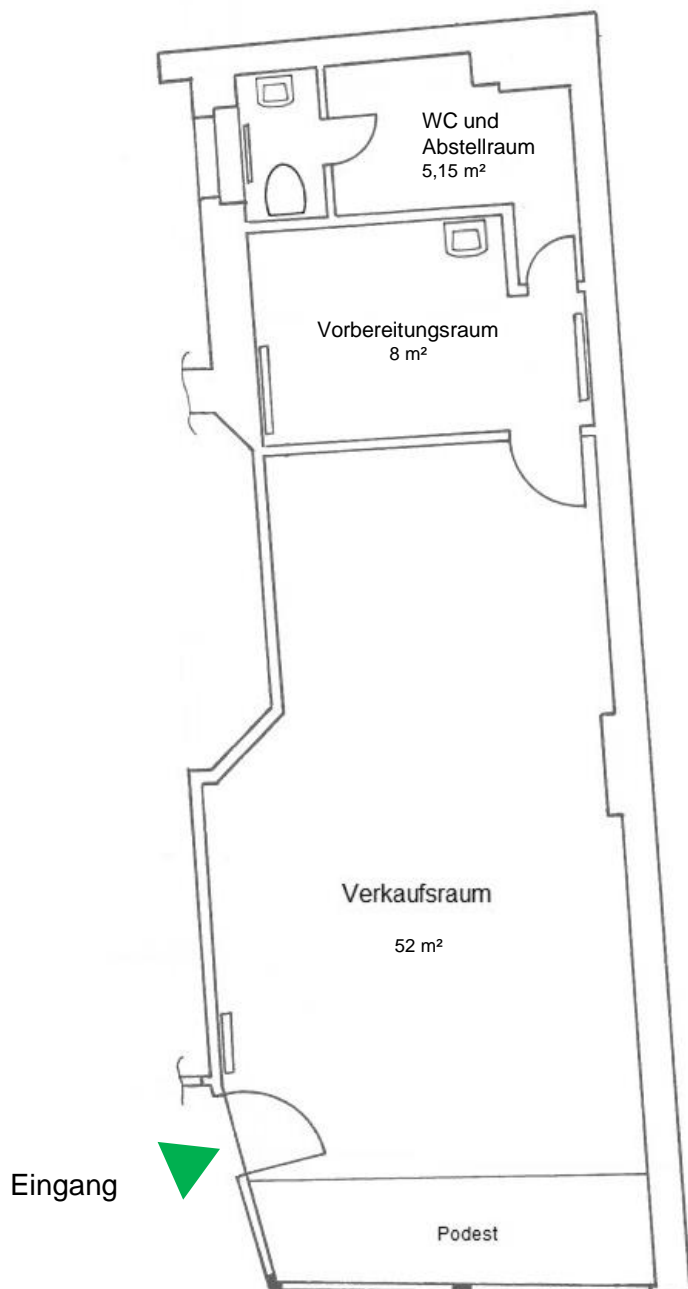 WC und
Abstellraum
5,15 m²
Vorbereitungsraum
8 m²
Verkaufsraum
52 m²
Eingang
Podest